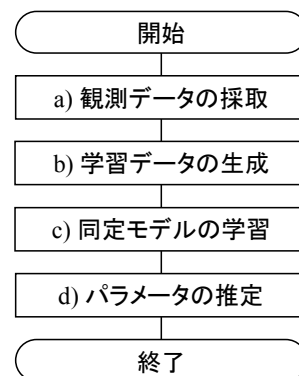 開始
a) 観測データの採取
b) 学習データの生成
c) 同定モデルの学習
d) パラメータの推定
終了